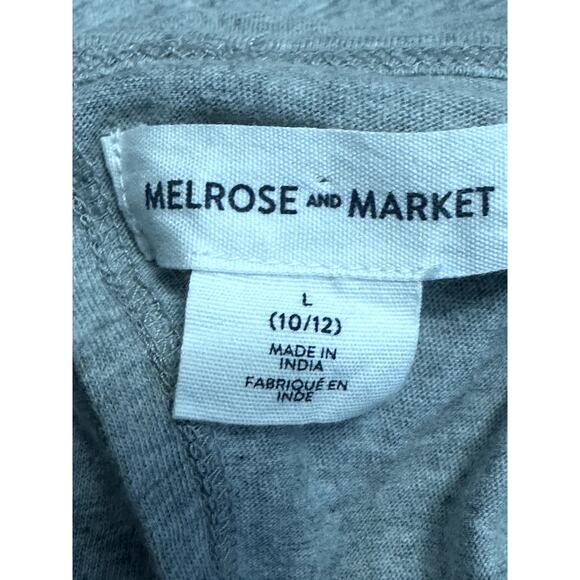 MELROSE AND MARKET
L
(10/12)
MADE IN
INDIA
FABRIQUÉ EN
INDE